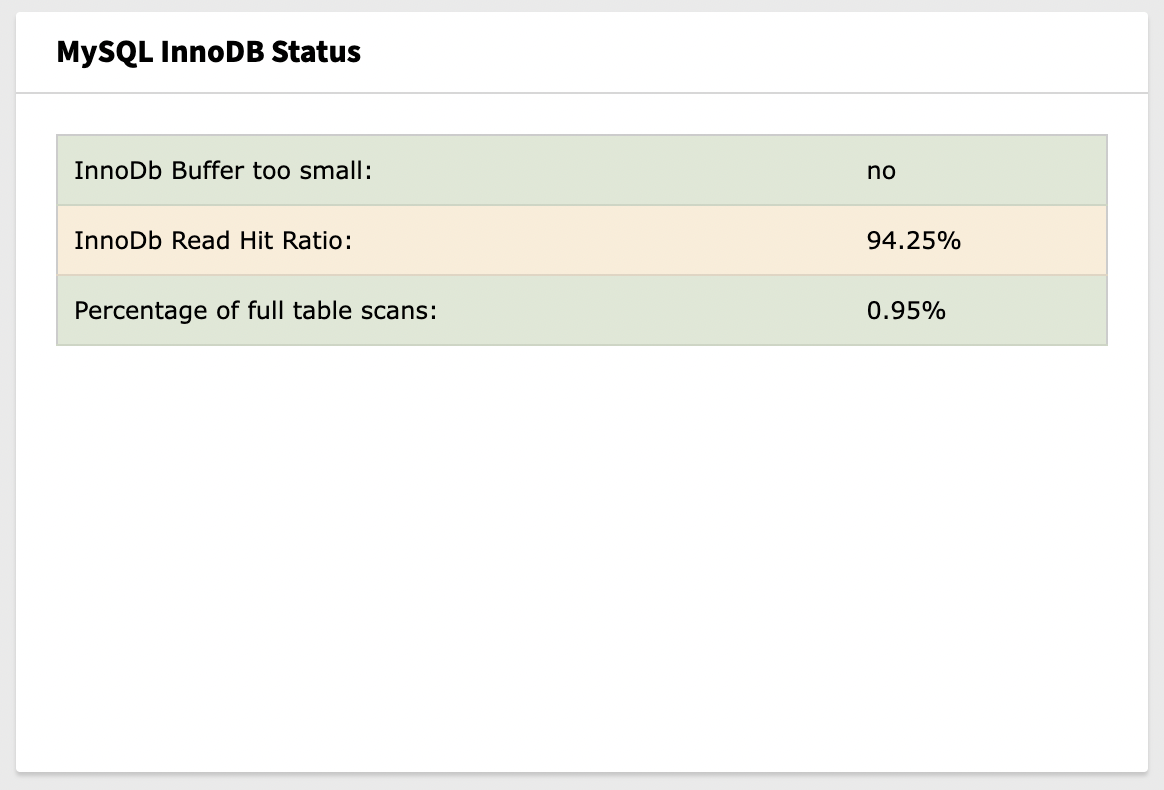 MySQL InnoDB Status
InnoDb Buffer too small: no
InnoDb Read Hit Ratio: 94.25%
Percentage of full table scans: 0.95%